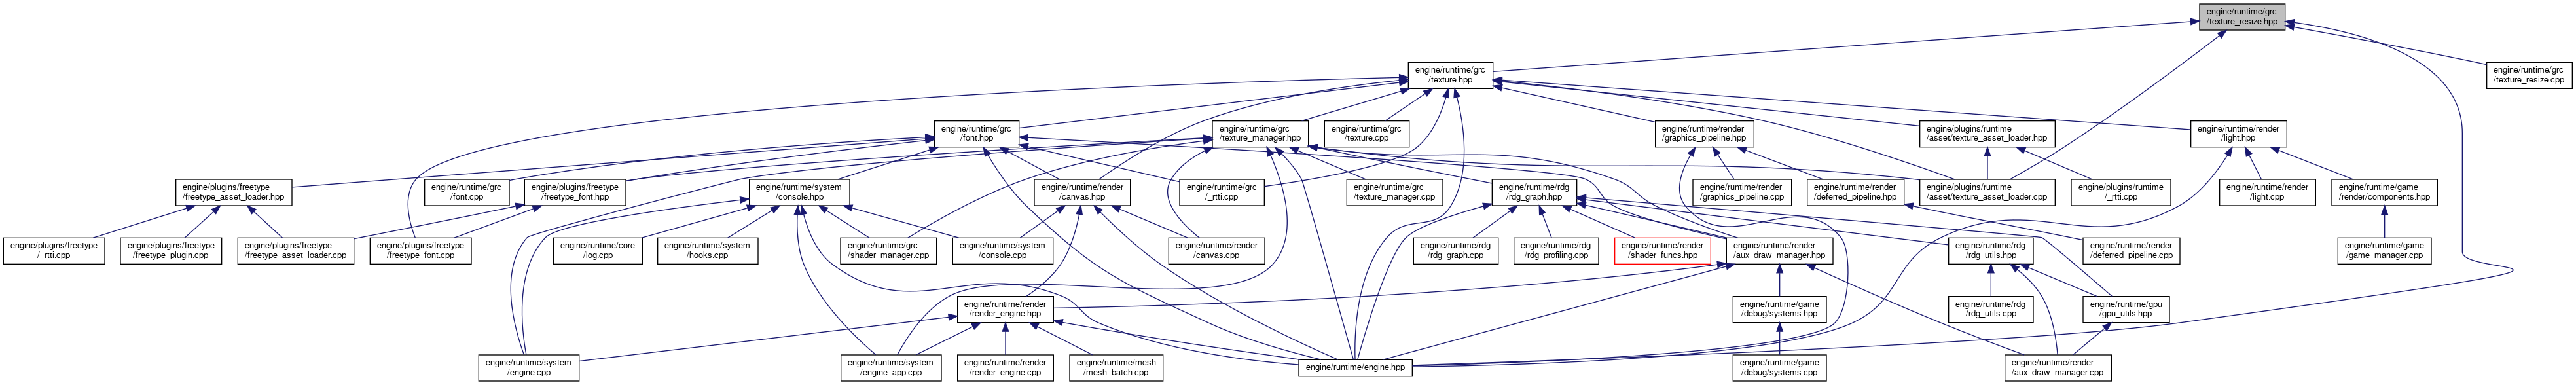 engine/runtime/grc
/texture_resize.hpp
engine/runtime/grc
/texture.hpp
engine/runtime/grc
/texture_resize.cpp
engine/runtime/grc
/font.hpp
engine/runtime/grc
/texture_manager.hpp
engine/runtime/grc
/texture.cpp
engine/runtime/render
/graphics_pipeline.hpp
engine/plugins/runtime
/asset/texture_asset_loader.hpp
engine/runtime/render
/light.hpp
engine/plugins/freetype
/freetype_asset_loader.hpp
engine/runtime/grc
/font.cpp
engine/plugins/freetype
/freetype_font.hpp
engine/runtime/system
/console.hpp
engine/runtime/render
/canvas.hpp
engine/runtime/grc
/_rtti.cpp
engine/runtime/grc
/texture_manager.cpp
engine/runtime/rdg
/rdg_graph.hpp
engine/runtime/render
/graphics_pipeline.cpp
engine/runtime/render
/deferred_pipeline.hpp
engine/plugins/runtime
/asset/texture_asset_loader.cpp
engine/plugins/runtime
/_rtti.cpp
engine/runtime/render
/light.cpp
engine/runtime/game
/render/components.hpp
engine/plugins/freetype
/_rtti.cpp
engine/plugins/freetype
/freetype_plugin.cpp
engine/plugins/freetype
/freetype_asset_loader.cpp
engine/plugins/freetype
/freetype_font.cpp
engine/runtime/core
/log.cpp
engine/runtime/system
/hooks.cpp
engine/runtime/grc
/shader_manager.cpp
engine/runtime/system
/console.cpp
engine/runtime/render
/canvas.cpp
engine/runtime/rdg
/rdg_graph.cpp
engine/runtime/rdg
/rdg_profiling.cpp
engine/runtime/render
/shader_funcs.hpp
engine/runtime/render
/aux_draw_manager.hpp
engine/runtime/rdg
/rdg_utils.hpp
engine/runtime/render
/deferred_pipeline.cpp
engine/runtime/game
/game_manager.cpp
engine/runtime/render
/render_engine.hpp
engine/runtime/game
/debug/systems.hpp
engine/runtime/rdg
/rdg_utils.cpp
engine/runtime/gpu
/gpu_utils.hpp
engine/runtime/system
/engine.cpp
engine/runtime/system
/engine_app.cpp
engine/runtime/render
/render_engine.cpp
engine/runtime/mesh
/mesh_batch.cpp
engine/runtime/engine.hpp
engine/runtime/game
/debug/systems.cpp
engine/runtime/render
/aux_draw_manager.cpp